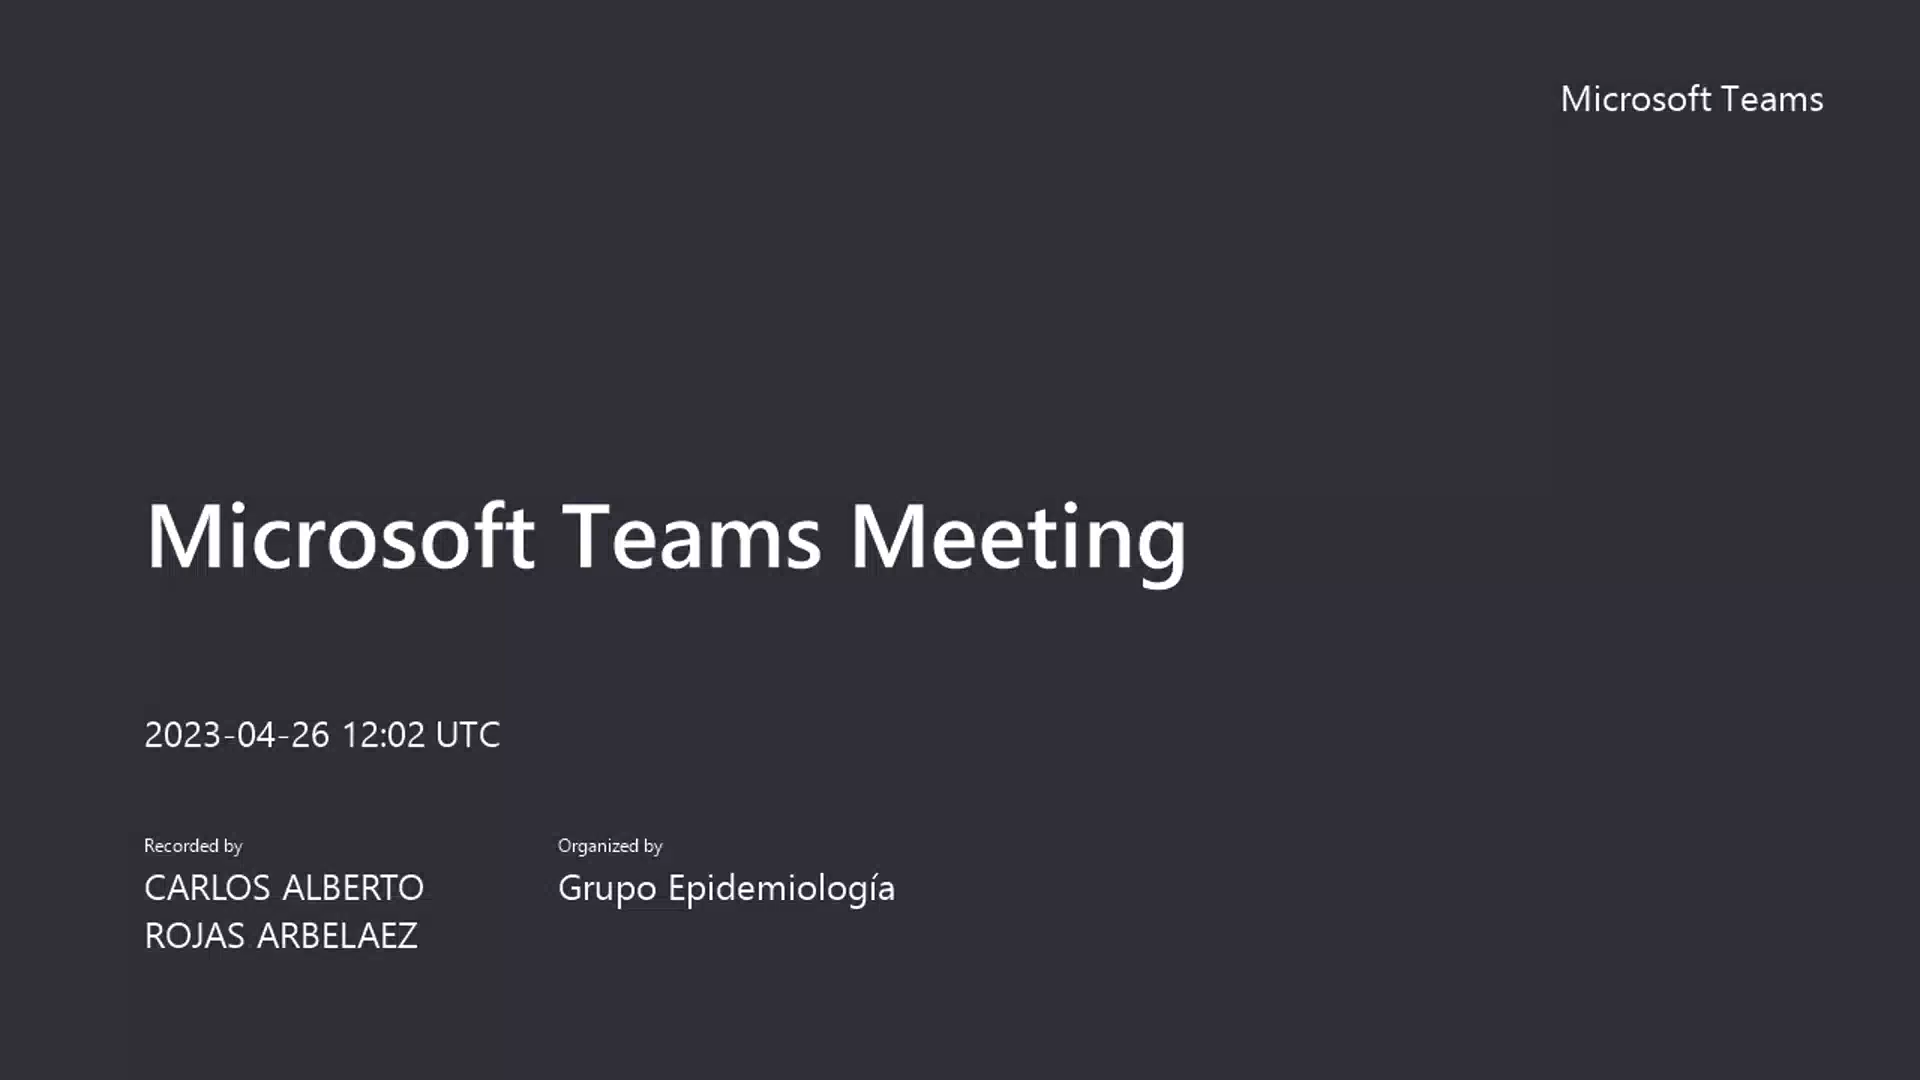 Microsoft Teams
Microsoft Teams Meeting
2023-04-26 12:02 UTC
Recorded by
CARLOS ALBERTO
ROJAS ARBELAEZ
Organized by
Grupo Epidemiología